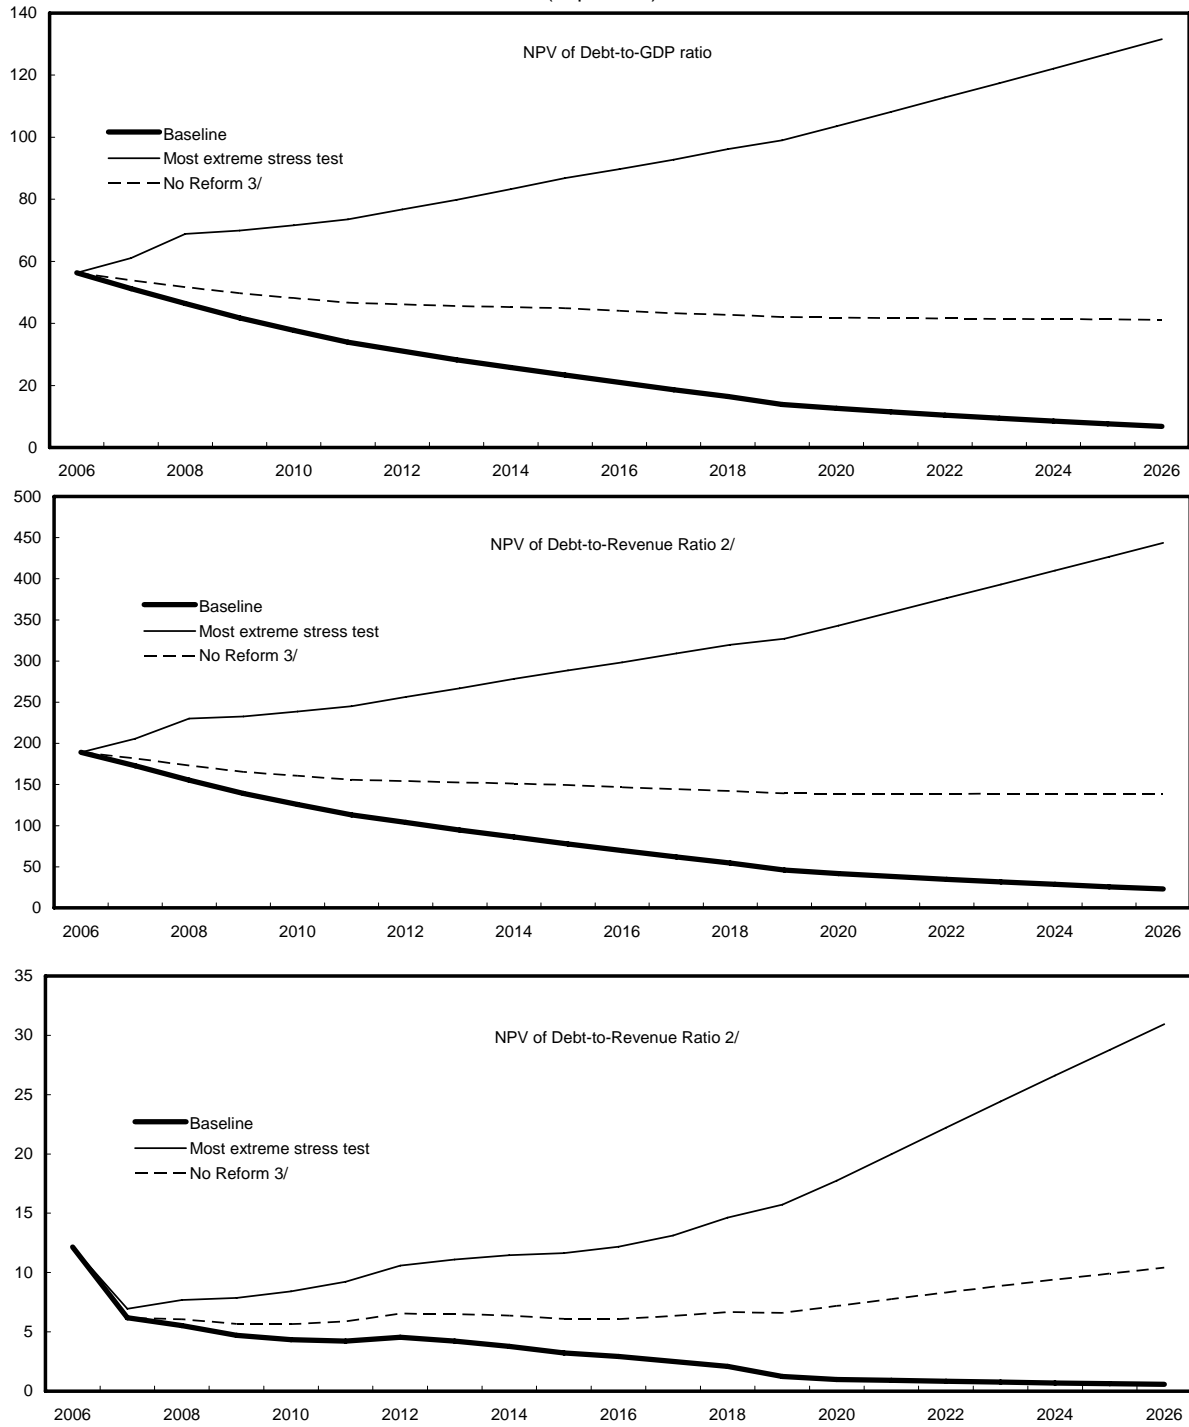 140
NPV of Debt-to-GDP ratio
120
100
Baseline
Most extreme stress test
80
No Reform 3/
60
40
20
0
2006 2008 2010 2012 2014 2016 2018 2020 2022 2024 2026
500
450
NPV of Debt-to-Revenue Ratio 2/
400
350
Baseline
Most extreme stress test
300
No Reform 3/
250
200
150
100
50
0
2006 2008 2010 2012 2014 2016 2018 2020 2022 2024 2026
35
30
NPV of Debt-to-Revenue Ratio 2/
25
Baseline
Most extreme stress test
20
No Reform 3/
15
10
5
0
2006 2008 2010 2012 2014 2016 2018 2020 2022 2024 2026